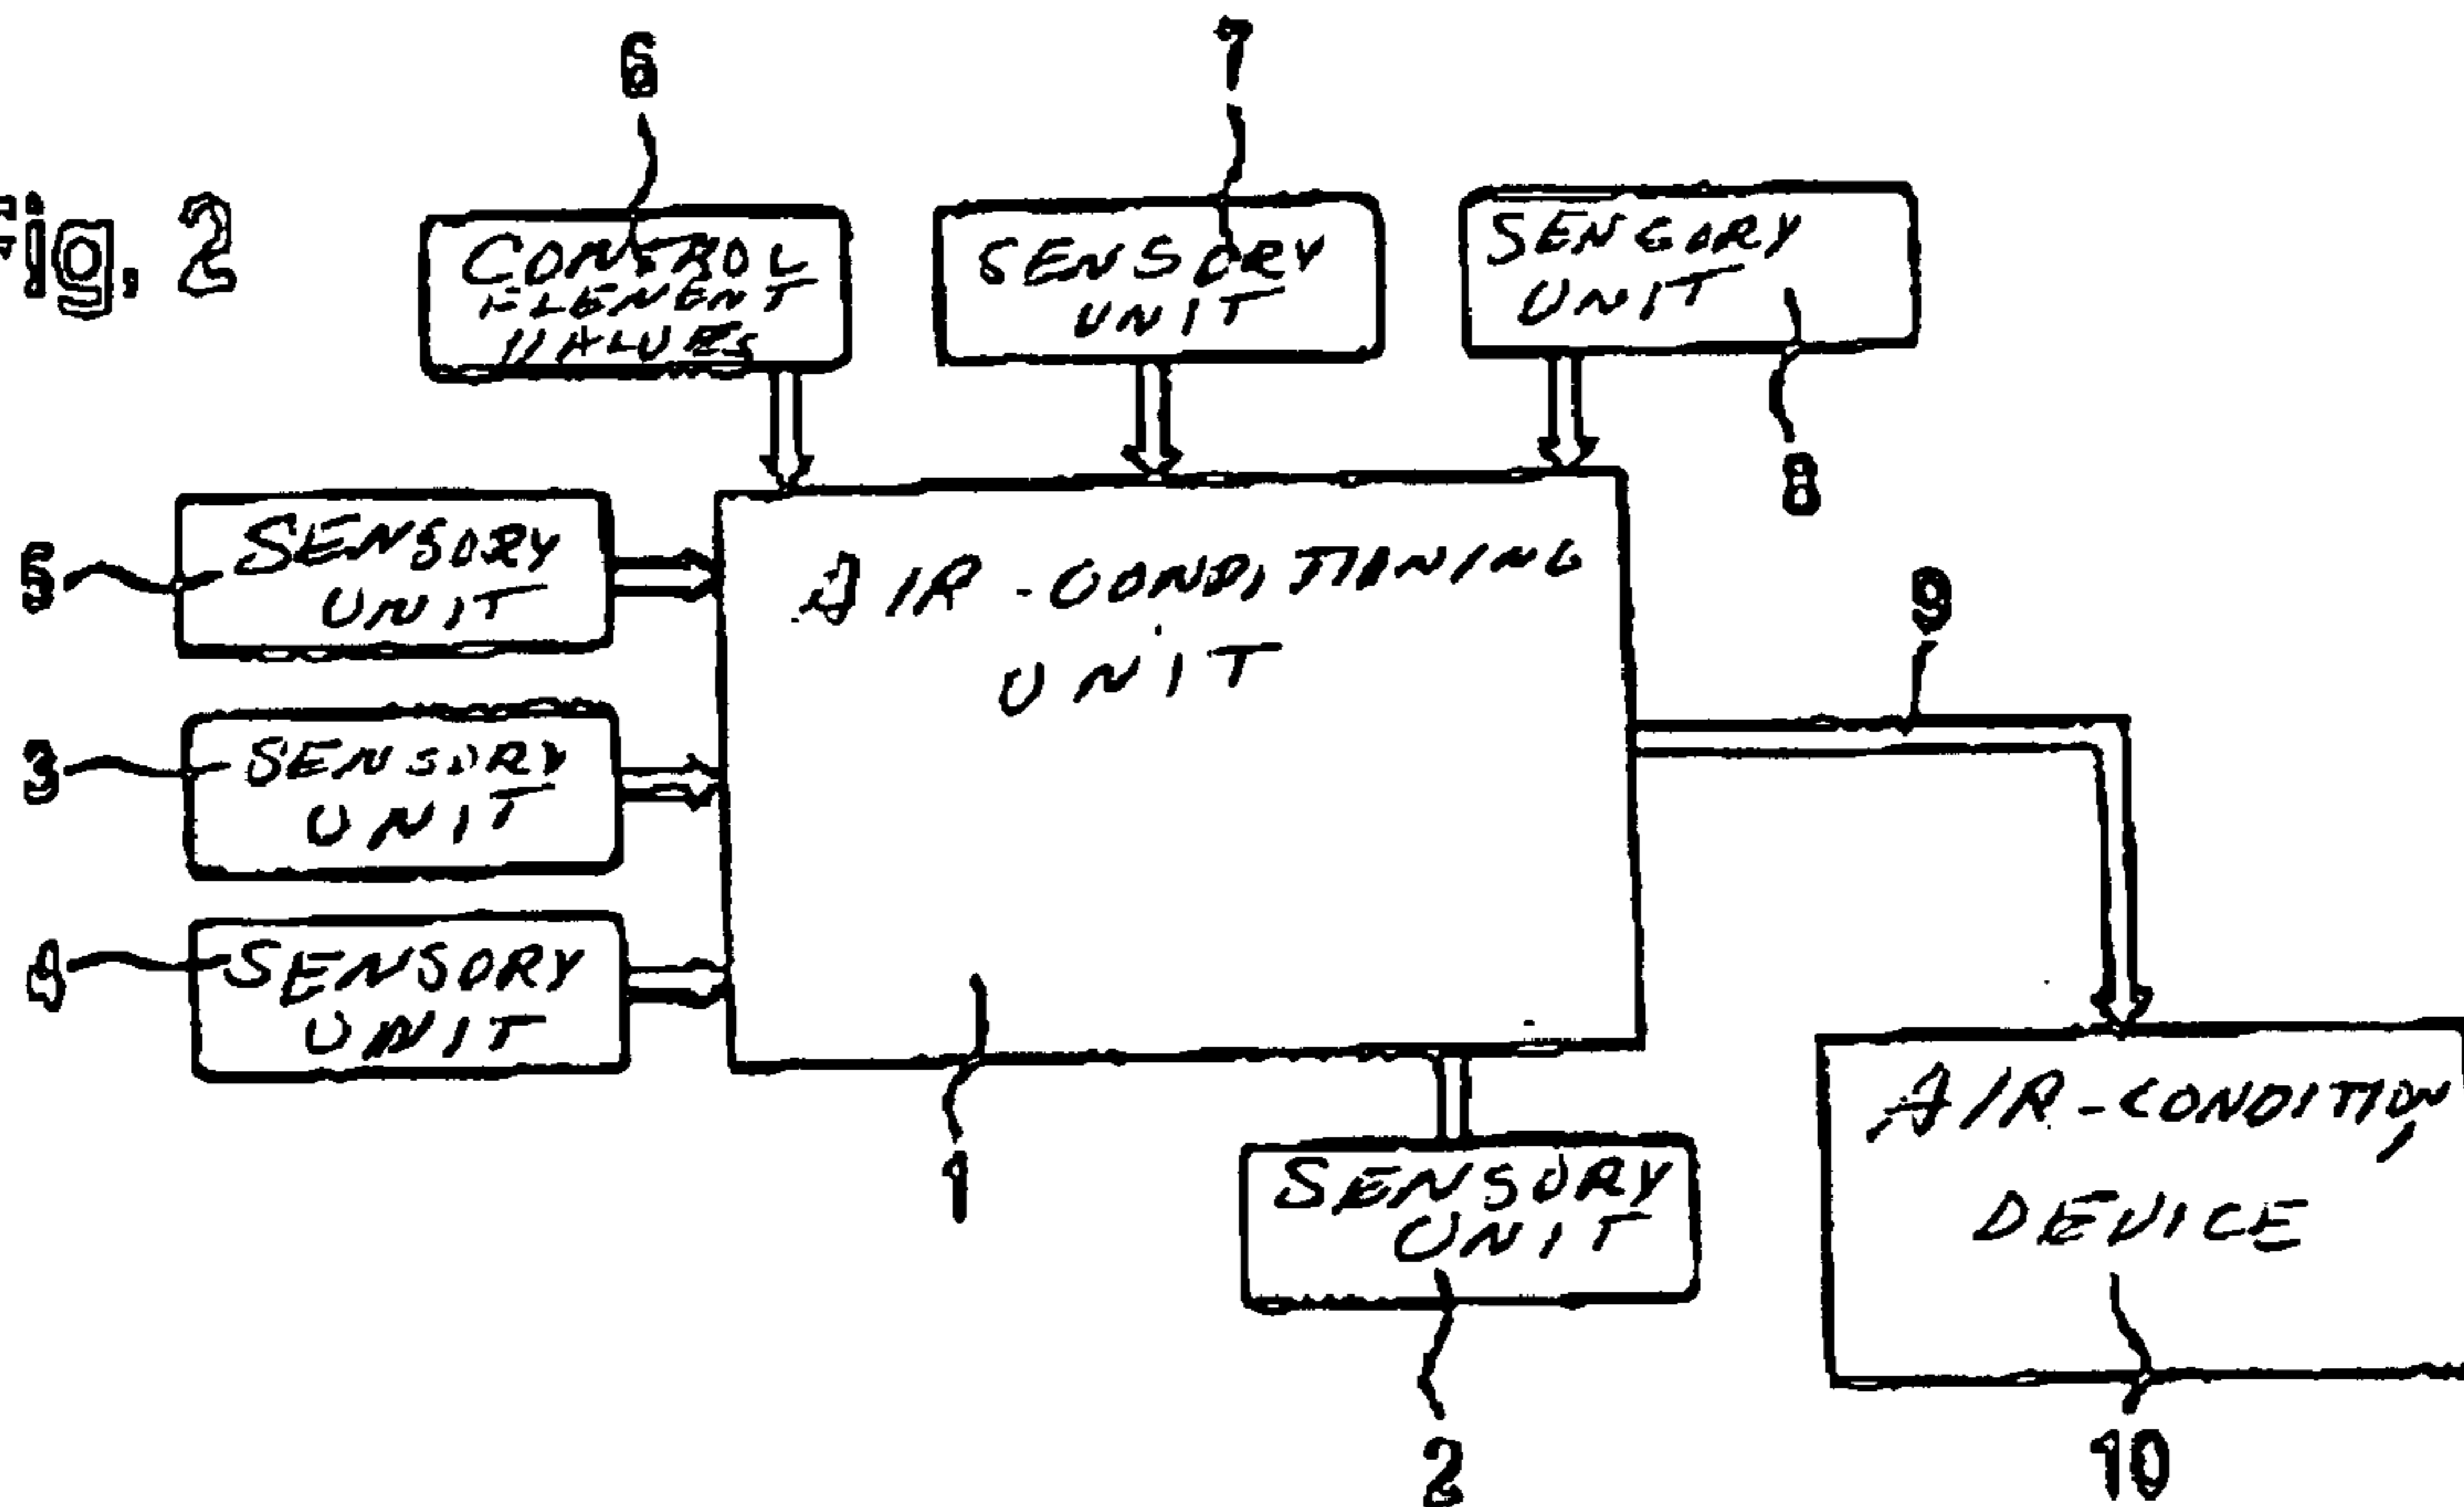 Fig. 2
6
7
CONTROL
ELEMENT
VALUES
SENSORY
UNIT
SENSORY
UNIT
8
5
SENSORY
UNIT
AIR-CONDITIONING
UNIT
9
3
SENSORY
UNIT
4
SENSORY
UNIT
1
SENSORY
UNIT
2
AIR-CONDITION
DEVICE
10